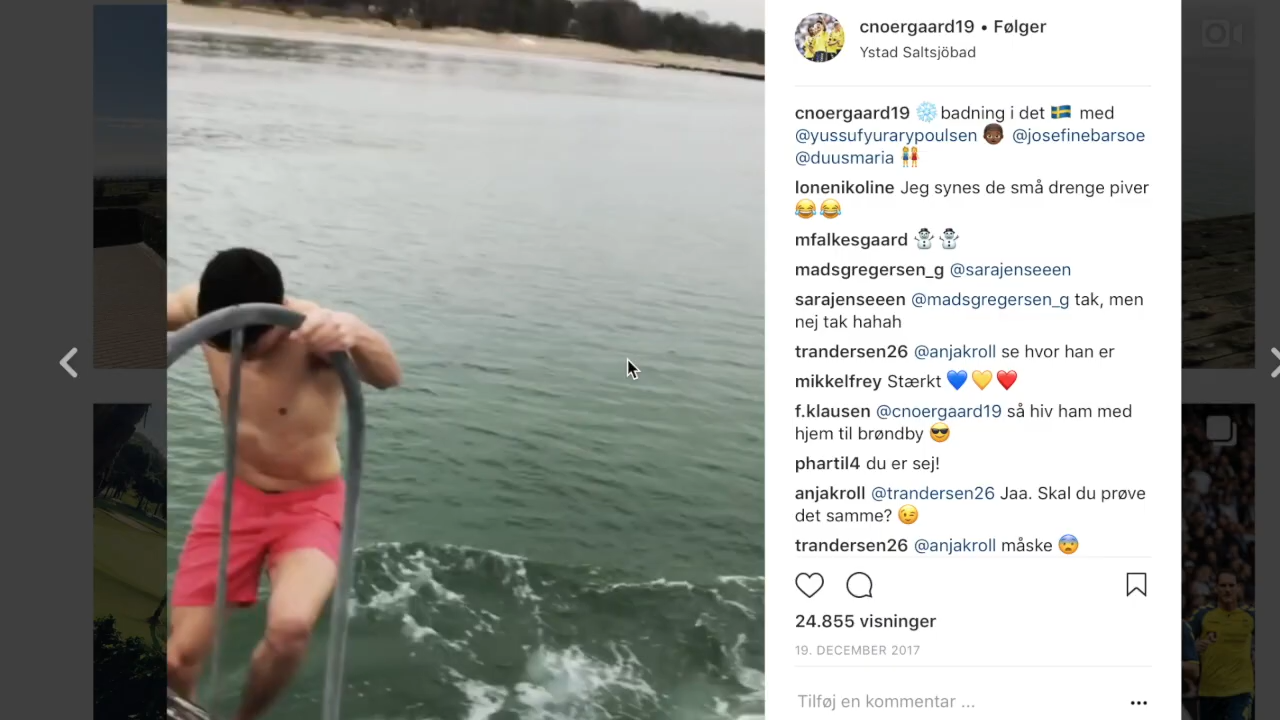 cnoergaard19 • Følger
Ystad Saltsjöbad
cnoergaard19 ❄️badning i det 🇸🇪 med
@yussufyurarypoulsen 👦🏿 @josefinebarsoe
@duusmaria 👭
lonenikoline Jeg synes de små drenge piver
😂😂
mfalkesgaard ⛄⛄
madsgregersen_g @sarajenseeen
sarajenseeen @madsgregersen_g tak, men
nej tak hahah
trandersen26 @anjakroll se hvor han er
mikkelfrey Stærkt 💙💛❤️
f.klausen @cnoergaard19 så hiv ham med
hjem til brøndby 😎
phartil4 du er sej!
anjakroll @trandersen26 Jaa. Skal du prøve
det samme? 😉
trandersen26 @anjakroll måske 😨
24.855 visninger
19. DECEMBER 2017
Tilføj en kommentar ...